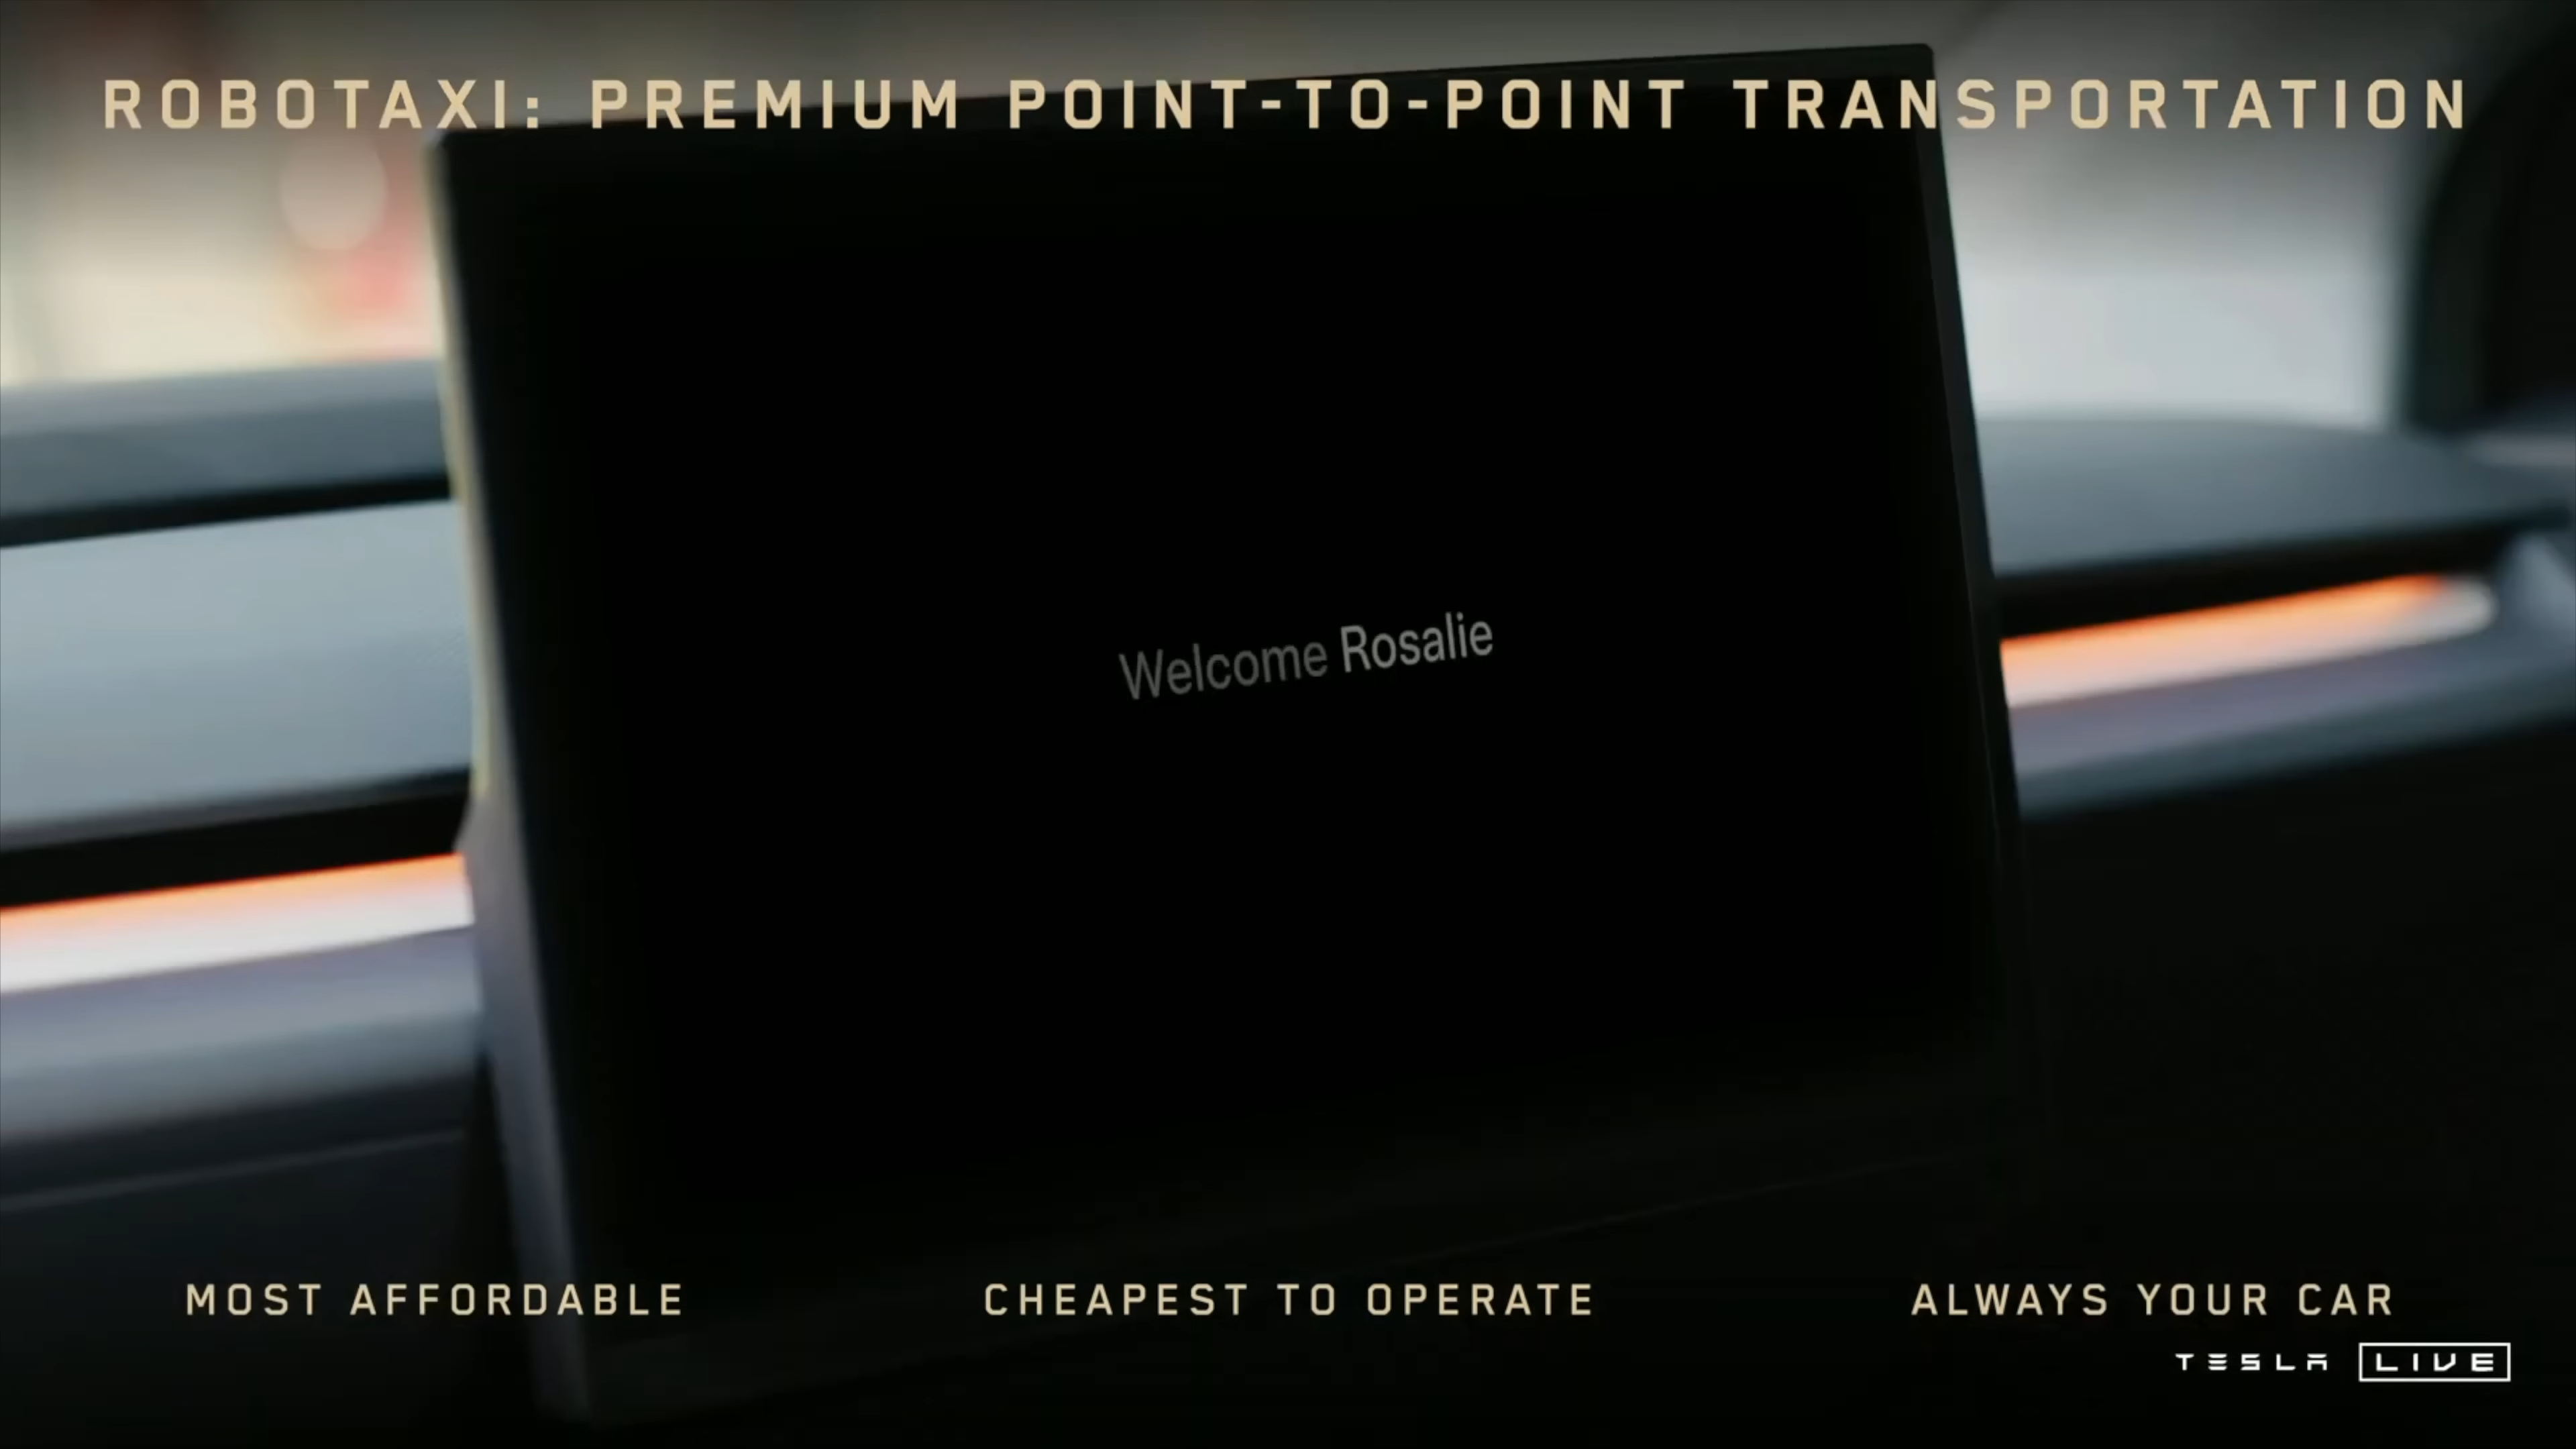 ROBOTAXI: PREMIUM POINT-TO-POINT TRANSPORTATION
Welcome Rosalie
MOST AFFORDABLE
CHEAPEST TO OPERATE
ALWAYS YOUR CAR
TESLA LIVE